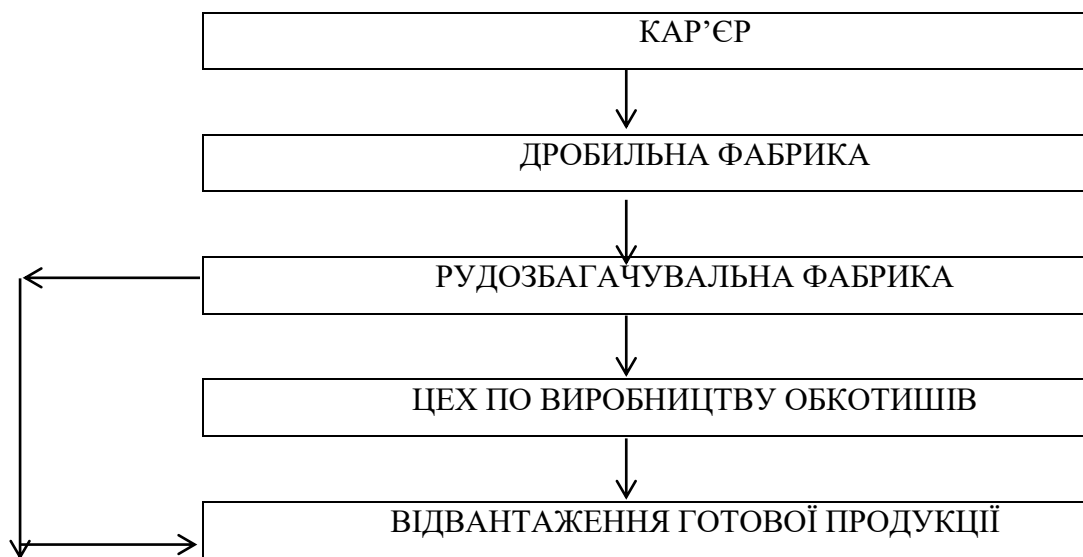 КАР’ЄР
ДРОБИЛЬНА ФАБРИКА
РУДОЗБАГАЧУВАЛЬНА ФАБРИКА
ЦЕХ ПО ВИРОБНИЦТВУ ОБКОТИШІВ
ВІДВАНТАЖЕННЯ ГОТОВОЇ ПРОДУКЦІЇ